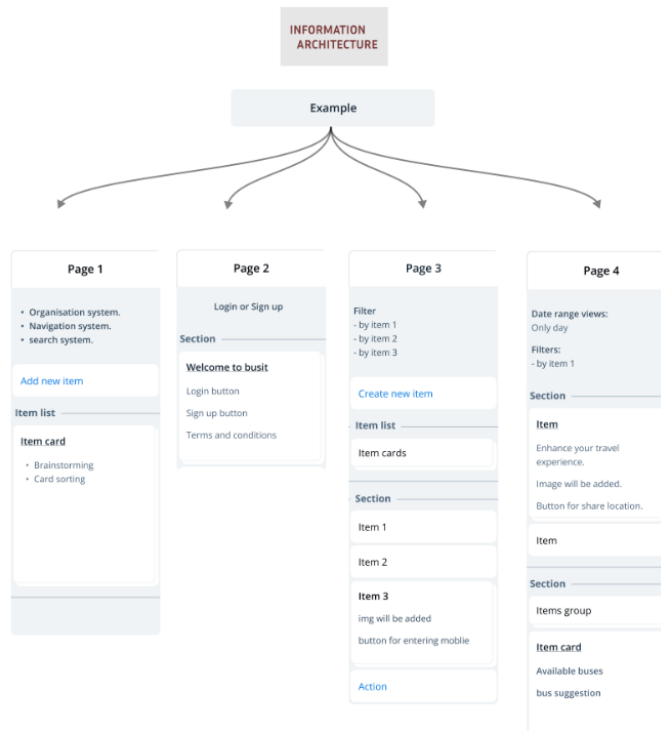 INFORMATION
ARCHITECTURE
Example
Page 1
• Organisation system.
• Navigation system.
• search system.
Add new item
Item list
Item card
• Brainstorming
• Card sorting
Page 2
Login or Sign up
Section
Welcome to busit
Login button
Sign up button
Terms and conditions
Page 3
Filter
- by item 1
- by item 2
- by item 3
Create new item
Item list
Item cards
Section
Item 1
Item 2
Item 3
img will be added
button for entering moblie
Action
Page 4
Date range views:
Only day
Filters:
- by item 1
Section
Item
Enhance your travel
experience.
Image will be added.
Button for share location.
Item
Section
Items group
Item card
Available buses
bus suggestion